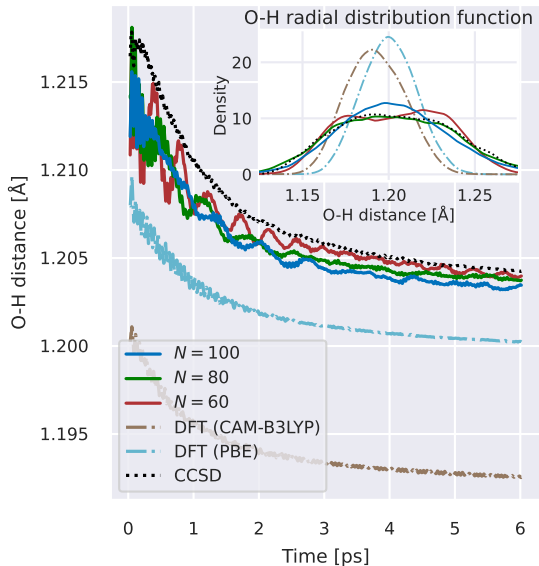 O-H radial distribution function
20
10
0
Density
1.15
1.20
1.25
O-H distance [Å]
1.215
1.210
1.205
1.200
1.195
O-H distance [Å]
N = 100
N = 80
N = 60
DFT (CAM-B3LYP)
DFT (PBE)
CCSD
0
1
2
3
4
5
6
Time [ps]